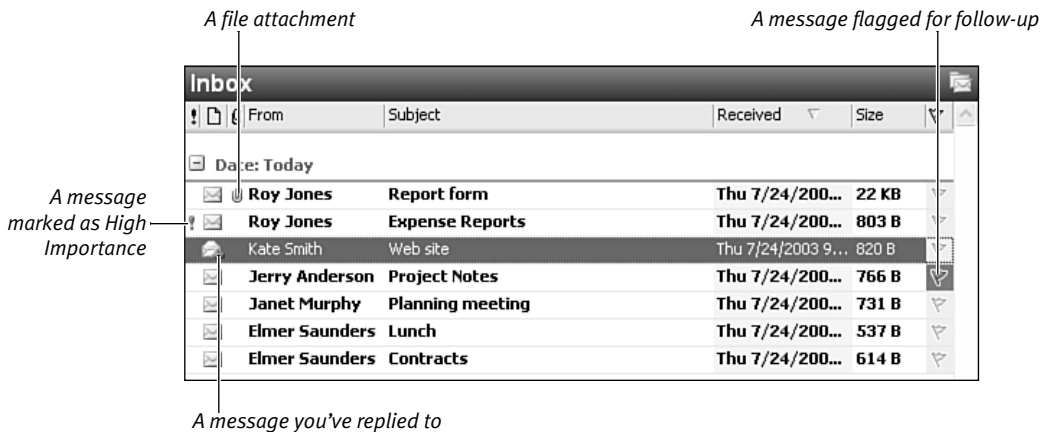 A file attachment
A message flagged for follow-up
Inbox
From Subject Received Size
Date: Today
Roy Jones Report form Thu 7/24/200... 22 KB
A message
marked as High
Importance
Roy Jones Expense Reports Thu 7/24/200... 803 B
Kate Smith Web site Thu 7/24/2003 9... 820 B
Jerry Anderson Project Notes Thu 7/24/200... 766 B
Janet Murphy Planning meeting Thu 7/24/200... 731 B
Elmer Saunders Lunch Thu 7/24/200... 537 B
Elmer Saunders Contracts Thu 7/24/200... 614 B
A message you've replied to